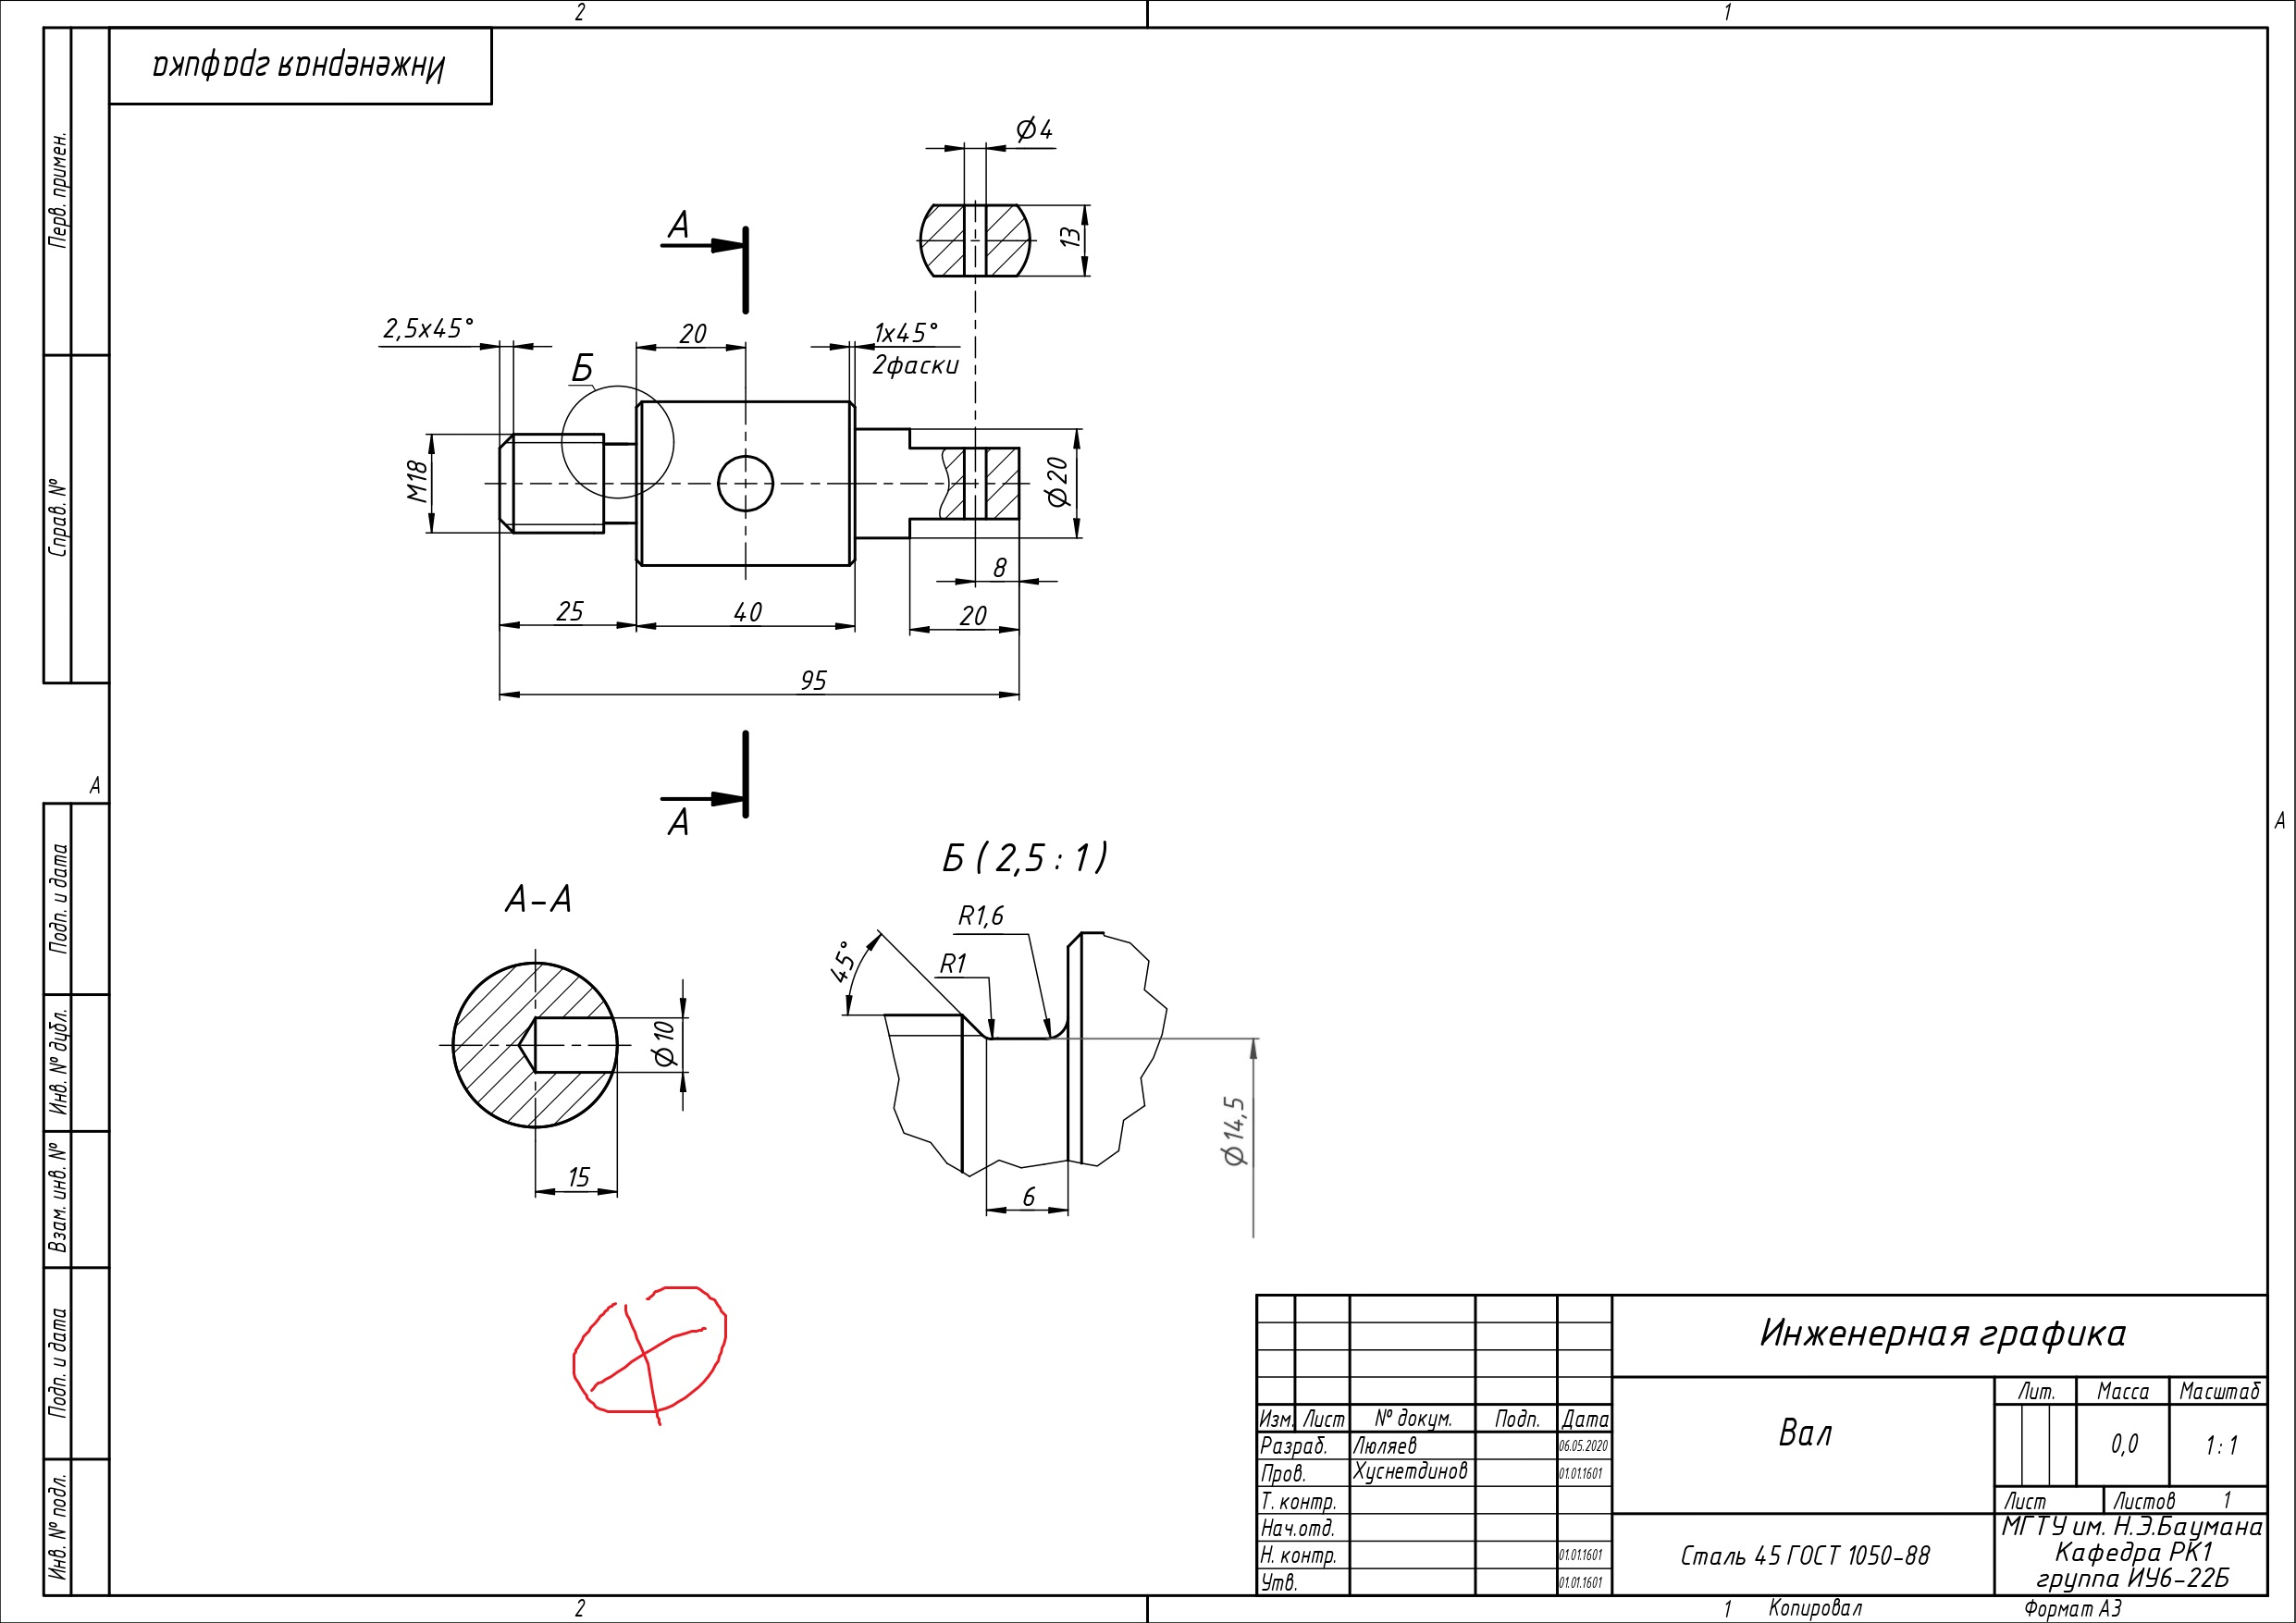 2
1
Инженерная графика
Перв. примен.
Справ. №
Подп. и дата
Инв. № дубл.
Взам. инв. №
Подп. и дата
Инв. № подл.
A
A
⌀4
13
А
2,5x45°
20
1x45°
2фаски
Б
M18
⌀20
8
25
40
20
95
А
А-А
⌀10
15
Б ( 2,5 : 1 )
R1,6
R1
45°
⌀14,5
6
Инженерная графика
Вал
Лит.
Масса
Масштаб
0,0
1 : 1
Лист
Листов 1
Изм. Лист № докум. Подп. Дата
Разраб. Люляев 06.05.2020
Пров. Хуснетдинов 01.01.1601
Т. контр.
Нач.отд.
Н. контр. 01.01.1601
Утв. 01.01.1601
Сталь 45 ГОСТ 1050-88
МГТУ им. Н.Э.Баумана
Кафедра РК1
группа ИУ6-22Б
2
1
Копировал
Формат А3